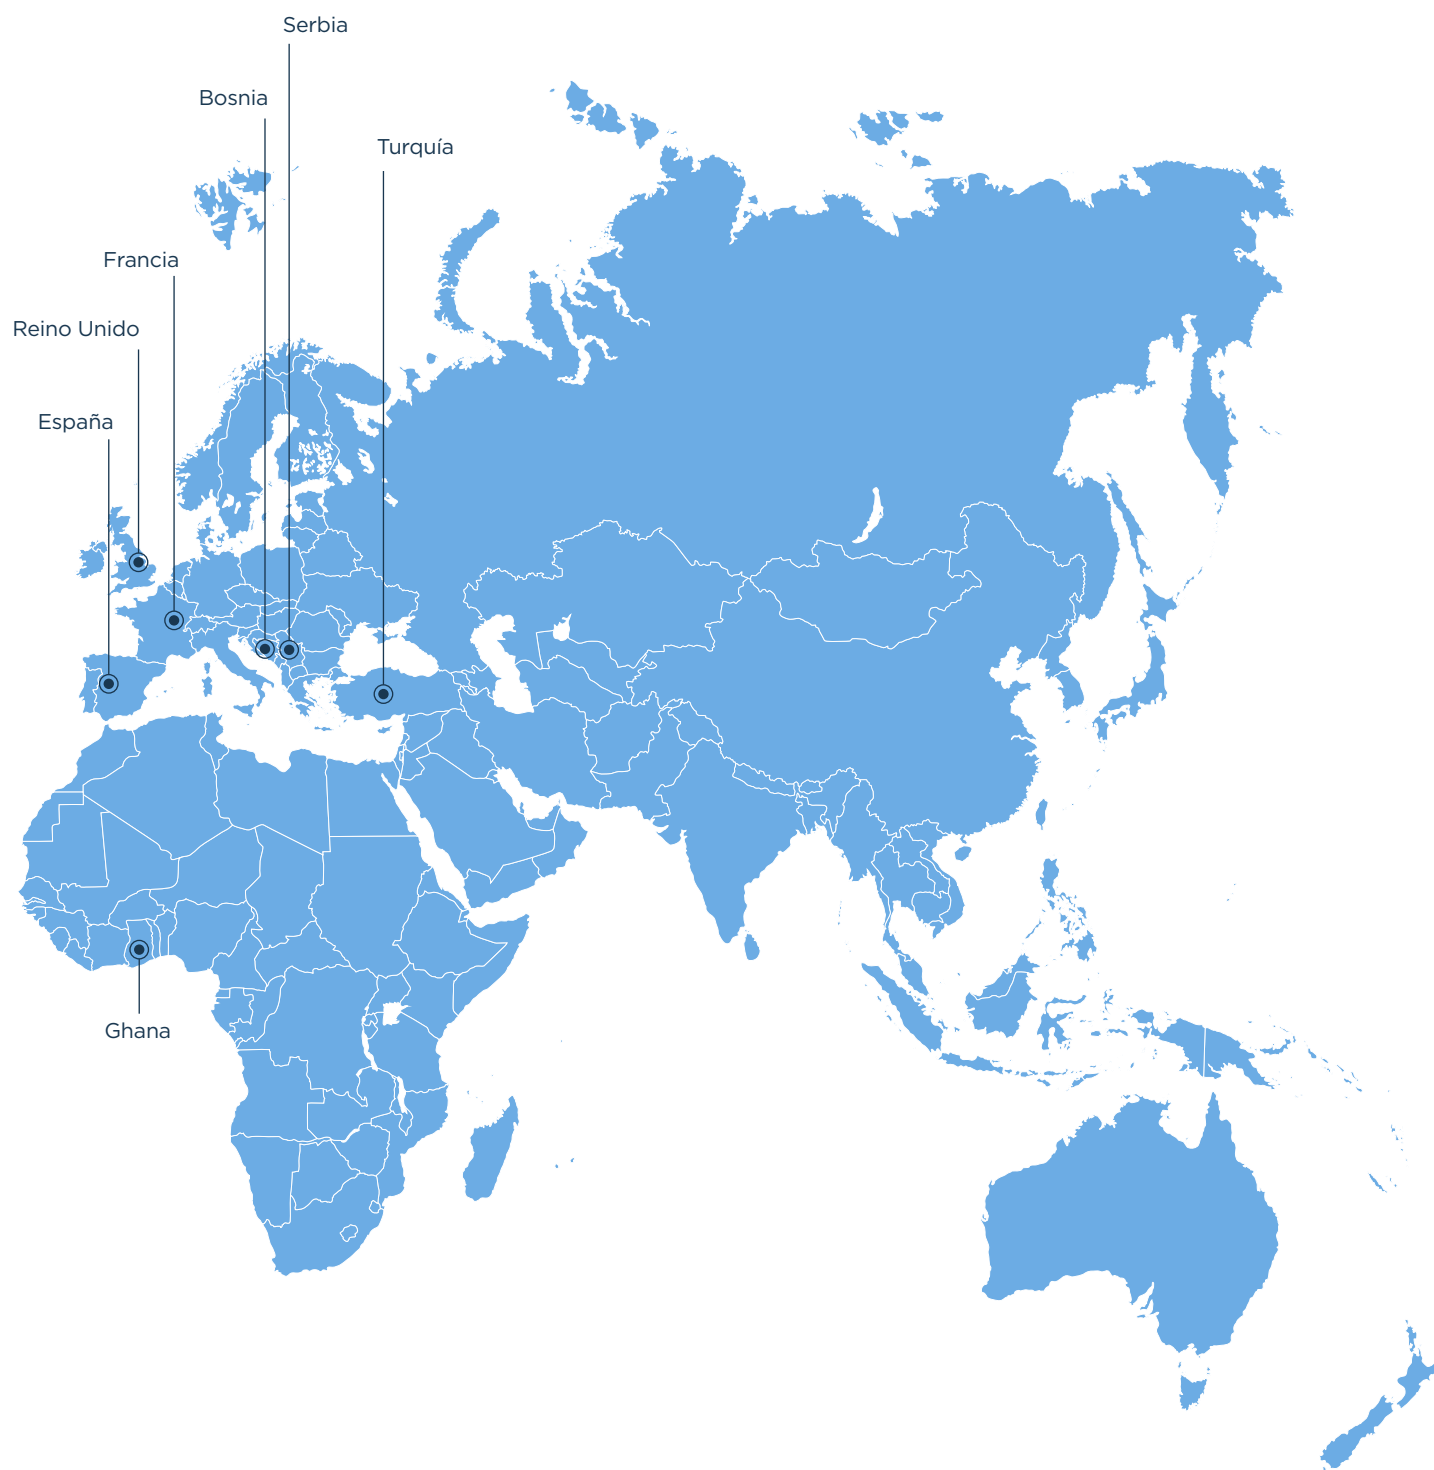 Serbia
Bosnia
Turquía
Francia
Reino Unido
España
Ghana